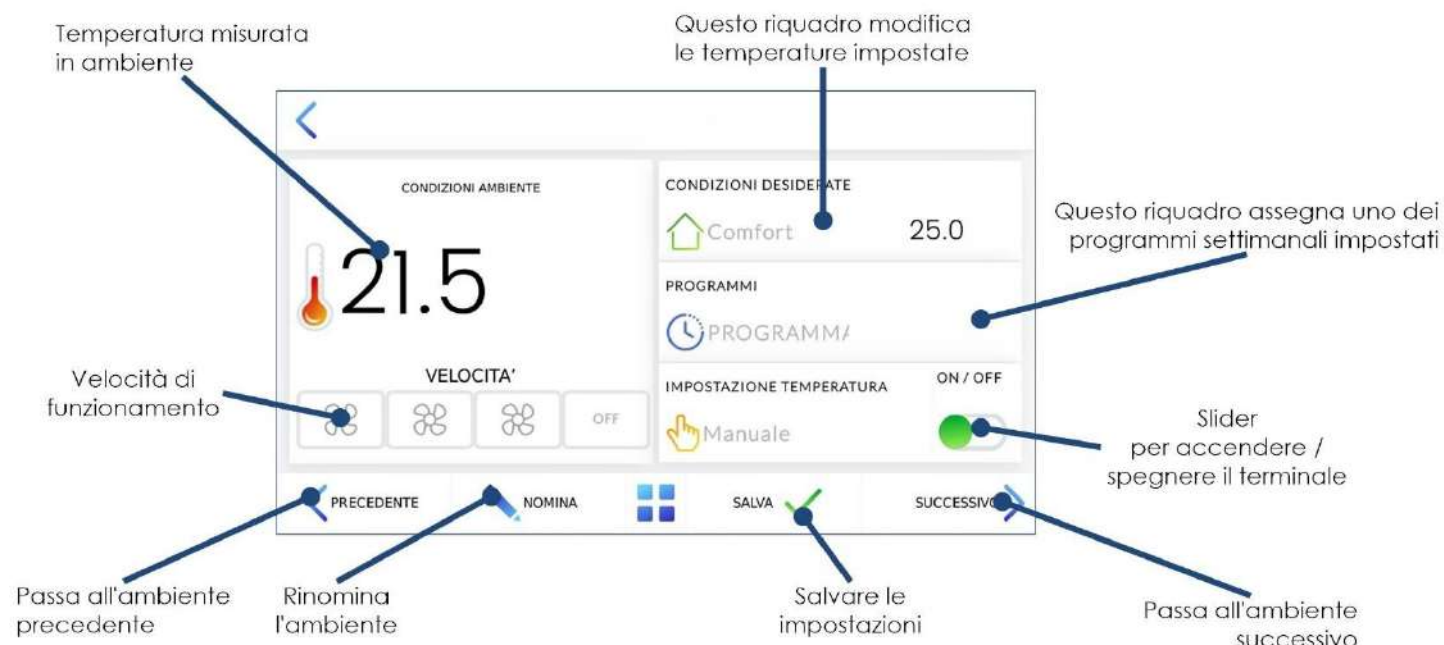 Temperatura misurata
in ambiente
Questo riquadro modifica
le temperature impostate
CONDIZIONI AMBIENTE
21.5
VELOCITA'
OFF
CONDIZIONI DESIDERATE
Comfort
25.0
PROGRAMMI
PROGRAMMA
IMPOSTAZIONE TEMPERATURA
ON / OFF
Manuale
Questo riquadro assegna uno dei
programmi settimanali impostati
Velocità di
funzionamento
Slider
per accendere /
spegnere il terminale
PRECEDENTE
NOMINA
SALVA
SUCCESSIVO
Passa all'ambiente
precedente
Rinomina
l'ambiente
Salvare le
impostazioni
Passa all'ambiente
successivo